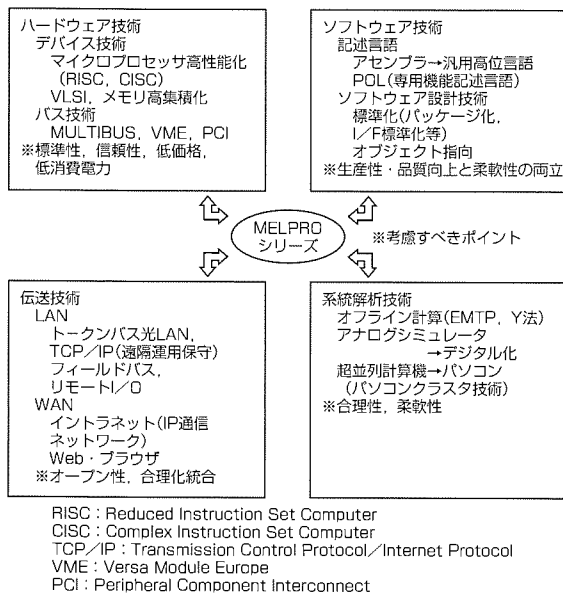 ハードウェア技術
デバイス技術
マイクロプロセッサ高性能化
(RISC, CISC)
VLSI, メモリ高集積化
バス技術
MULTIBUS, VME, PCI
※標準性, 信頼性, 低価格,
低消費電力
ソフトウェア技術
記述言語
アセンブラ→汎用高位言語
POL(専用機能記述言語)
ソフトウェア設計技術
標準化(パッケージ化,
I/F標準化等)
オブジェクト指向
※生産性・品質向上と柔軟性の両立
MELPRO
シリーズ
※考慮すべきポイント
伝送技術
LAN
トークンバス光LAN,
TCP/IP(遠隔運用保守)
フィールドバス,
リモートI/O
WAN
イントラネット(IP通信
ネットワーク)
Web・ブラウザ
※オープン性, 合理化統合
系統解析技術
オフライン計算(EMTP, Y法)
アナログシミュレータ
→デジタル化
超並列計算機→パソコン
(パソコンクラスタ技術)
※合理性, 柔軟性
RISC:Reduced Instruction Set Computer
CISC:Complex Instruction Set Computer
TCP/IP:Transmission Control Protocol/Internet Protocol
VME:Versa Module Europe
PCI:Peripheral Component Interconnect